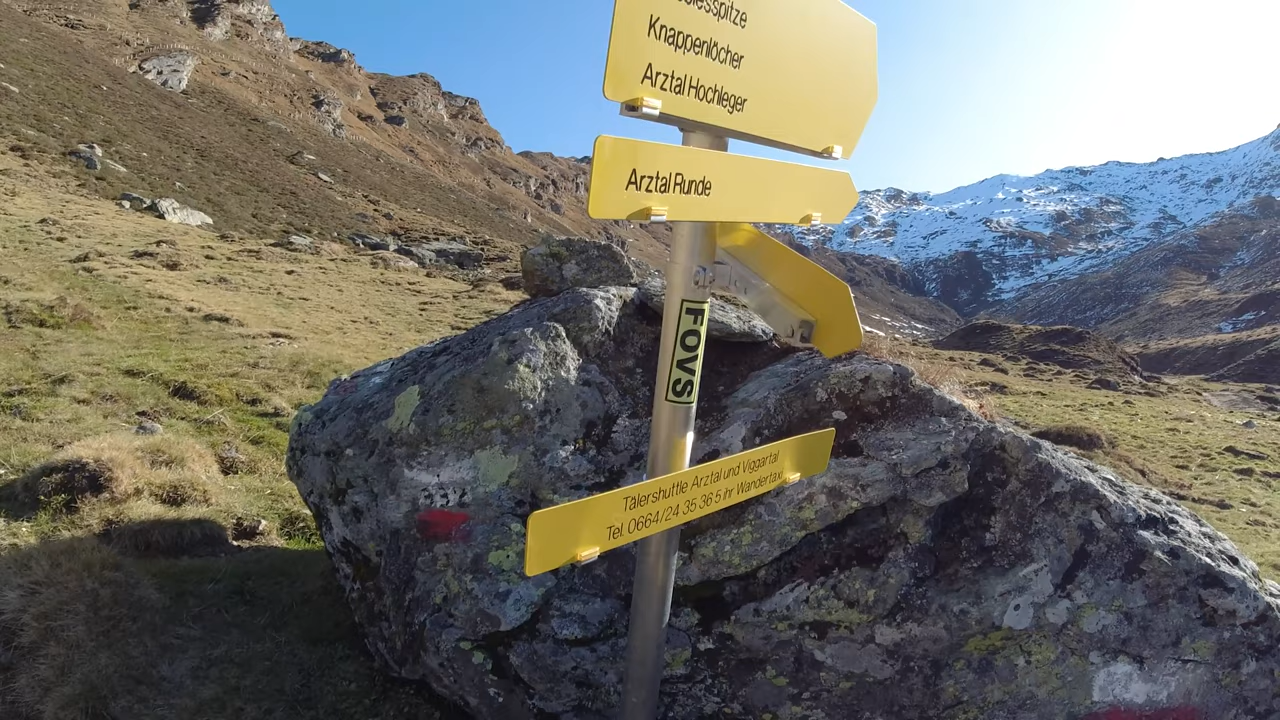 Knappenlöcher
Arztal Hochleger
Arztal Runde
FOVS
Tälershuttle Arztal und Viggartal
Tel. 0664/24 35 36 5 ihr Wandertaxi